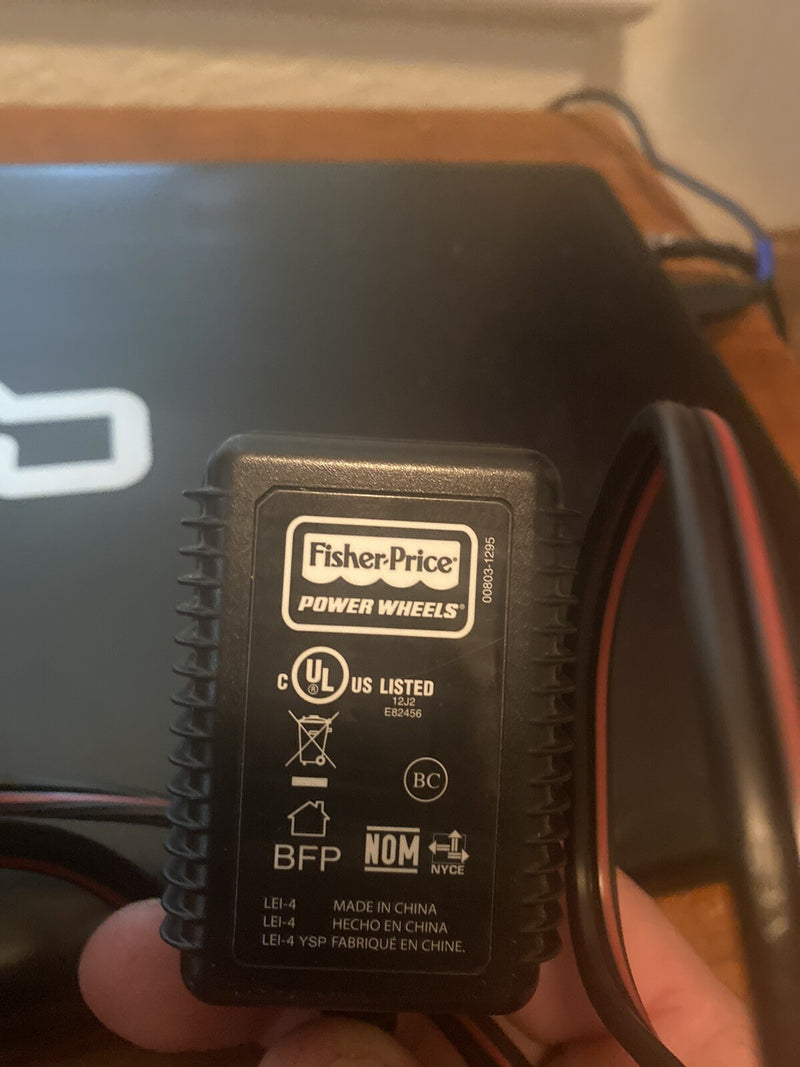 Fisher-Price®
POWER WHEELS®
00803-1295
C UL® US LISTED
12J2
E82456
BC
BFP
NOM
NYCE
LEI-4 MADE IN CHINA
LEI-4 HECHO EN CHINA
LEI-4 YSP FABRIQUÉ EN CHINE.